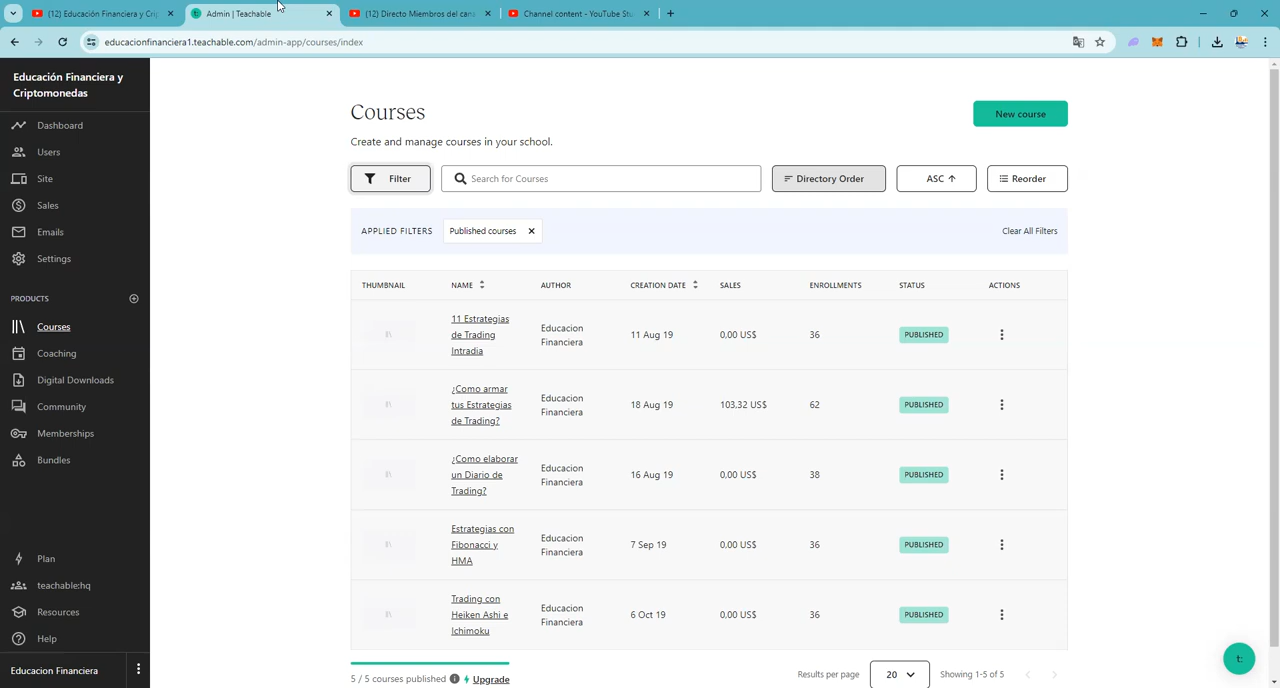 (12) Educación Financiera y Crip
Admin | Teachable
(12) Directo Miembros del cana
Channel content - YouTube Stu
educacionfinanciera1.teachable.com/admin-app/courses/index
Educación Financiera y
Criptomonedas
Dashboard
Users
Site
Sales
Emails
Settings
PRODUCTS
Courses
Coaching
Digital Downloads
Community
Memberships
Bundles
Plan
teachable:hq
Resources
Help
Educacion Financiera
Courses
New course
Create and manage courses in your school.
Filter
Search for Courses
Directory Order
ASC ↑
Reorder
APPLIED FILTERS
Published courses ×
Clear All Filters
THUMBNAIL NAME AUTHOR CREATION DATE SALES ENROLLMENTS STATUS ACTIONS
11 Estrategias
de Trading
Intradia
Educacion
Financiera
11 Aug 19
0,00 US$
36
PUBLISHED
¿Como armar
tus Estrategias
de Trading?
Educacion
Financiera
18 Aug 19
103,32 US$
62
PUBLISHED
¿Como elaborar
un Diario de
Trading?
Educacion
Financiera
16 Aug 19
0,00 US$
38
PUBLISHED
Estrategias con
Fibonacci y
HMA
Educacion
Financiera
7 Sep 19
0,00 US$
36
PUBLISHED
Trading con
Heiken Ashi e
Ichimoku
Educacion
Financiera
6 Oct 19
0,00 US$
36
PUBLISHED
5 / 5 courses published
Upgrade
Results per page
20
Showing 1-5 of 5
t: